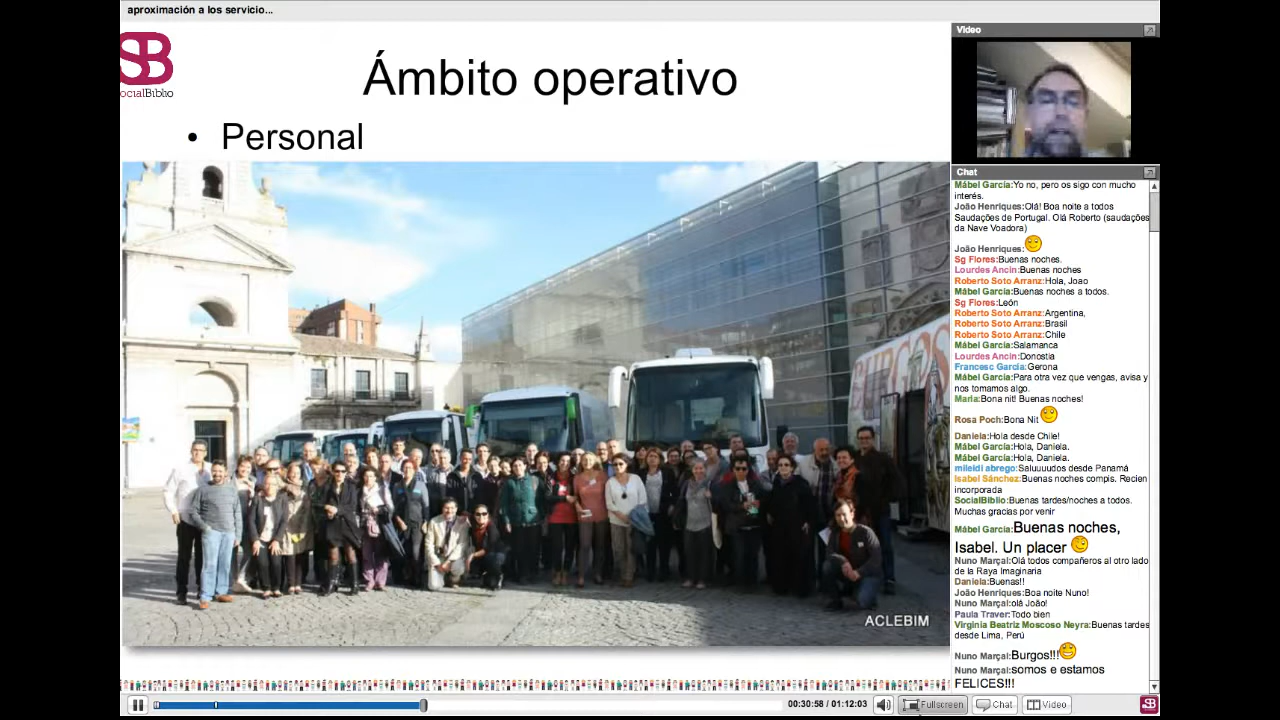 aproximación a los servicio...
SB
ocialBiblio
Ámbito operativo
• Personal
BURGOS
ACLEBIM
Video
Chat
Mábel García:Yo no, pero os sigo con mucho
interés.
João Henriques:Olá! Boa noite a todos
Saudações de Portugal. Olá Roberto (saudações
da Nave Voadora)
João Henriques:
Sg Flores:Buenas noches.
Lourdes Ancín:Buenas noches
Roberto Soto Arranz:Hola, Joao
Mábel García:Buenas noches a todos.
Sg Flores:León
Roberto Soto Arranz:Argentina,
Roberto Soto Arranz:Brasil
Roberto Soto Arranz:Chile
Mábel García:Salamanca
Lourdes Ancín:Donostia
Francesc García:Gerona
Mábel García:Para otra vez que vengas, avisa y
nos tomamos algo.
Maria:Bona nit! Buenas noches!
Rosa Poch:Bona Nit
Daniela:Hola desde Chile!
Mábel García:Hola, Daniela.
Mábel García:Hola, Daniela.
mileidi abrego:Saluuuudos desde Panamá
Isabel Sánchez:Buenas noches compis. Recien
incorporada
SocialBiblio:Buenas tardes/noches a todos.
Muchas gracias por venir
Mábel García:Buenas noches,
Isabel. Un placer
Nuno Marçal:Olá todos compañeros al otro lado
de la Raya Imaginaria
Daniela:Buenas!!
João Henriques:Boa noite Nuno!
Nuno Marçal:olá João!
Paula Traver:Todo bien
Virginia Beatriz Moscoso Neyra:Buenas tardes
desde Lima, Perú
Nuno Marçal:Burgos!!!
Nuno Marçal:somos e estamos
FELICES!!!
00:30:58 / 01:12:03
Fullscreen
Chat
Video
SB